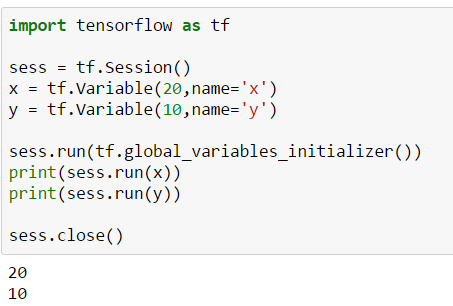 import tensorflow as tf
sess = tf.Session()
x = tf.Variable(20,name='x')
y = tf.Variable(10,name='y')
sess.run(tf.global_variables_initializer())
print(sess.run(x))
print(sess.run(y))
sess.close()
20
10